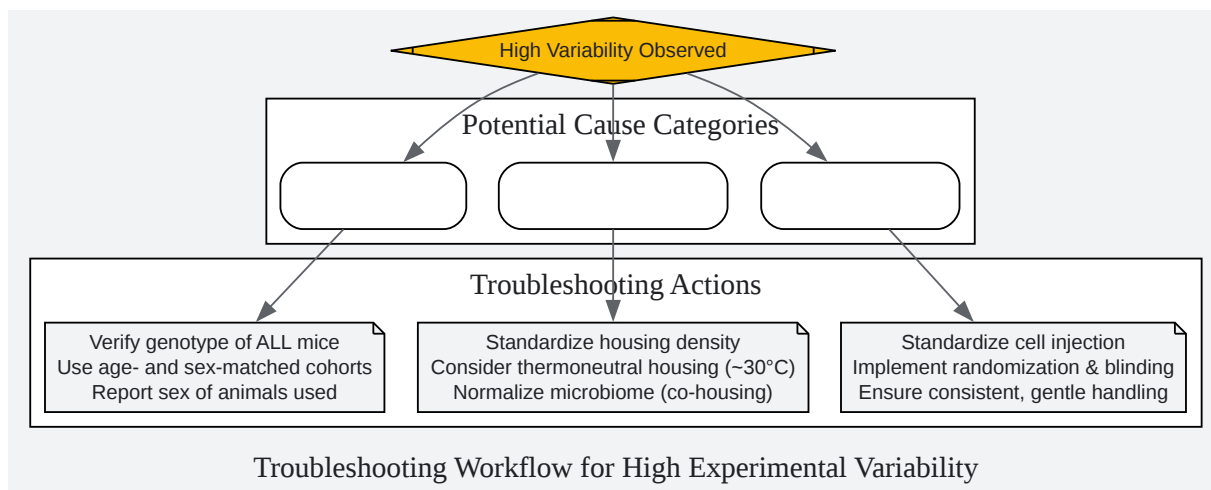 High Variability Observed
Potential Cause Categories
Troubleshooting Actions
Verify genotype of ALL mice
Use age- and sex-matched cohorts
Report sex of animals used
Standardize housing density
Consider thermoneutral housing (~30°C)
Normalize microbiome (co-housing)
Standardize cell injection
Implement randomization & blinding
Ensure consistent, gentle handling
Troubleshooting Workflow for High Experimental Variability